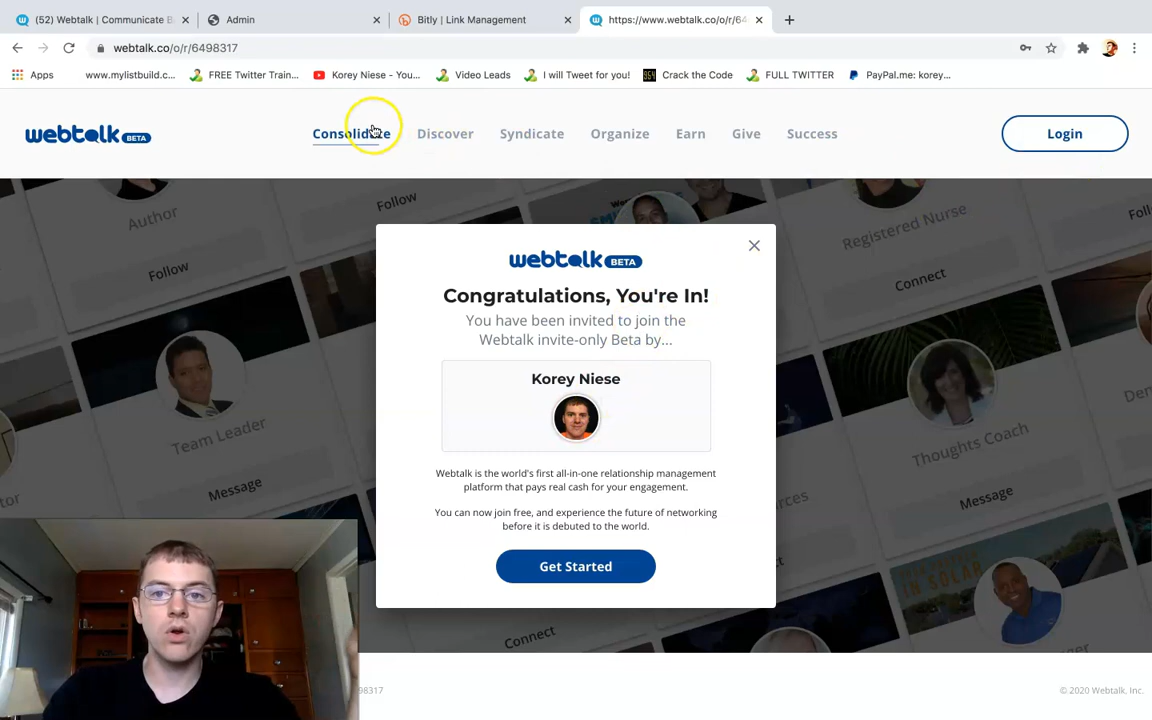 (52) Webtalk | Communicate B
Admin
Bitly | Link Management
https://www.webtalk.co/o/r/64
webtalk.co/o/r/6498317
Apps
www.mylistbuild.c...
FREE Twitter Train...
Korey Niese - You...
Video Leads
I will Tweet for you!
964
Crack the Code
FULL TWITTER
PayPal.me: korey...
webtalk BETA
Consolidate
Discover
Syndicate
Organize
Earn
Give
Success
Login
Author
Follow
Follow
Registered Nurse
Connect
Team Leader
Message
Thoughts Coach
Message
Connect
webtalk BETA
Congratulations, You're In!
You have been invited to join the
Webtalk invite-only Beta by...
Korey Niese
Webtalk is the world's first all-in-one relationship management
platform that pays real cash for your engagement.
You can now join free, and experience the future of networking
before it is debuted to the world.
Get Started
98317
© 2020 Webtalk, Inc.